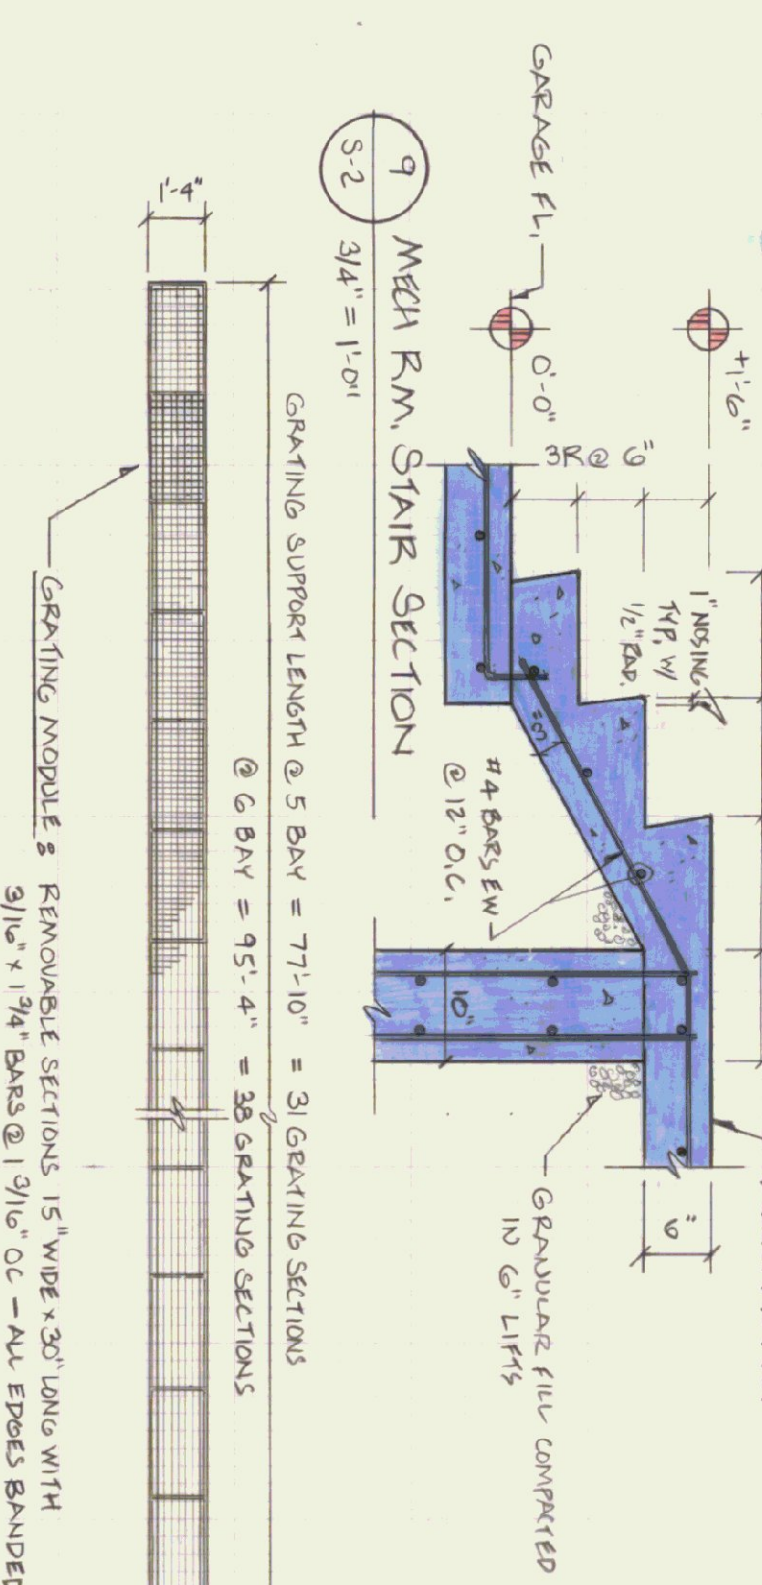 +1'-6"
GARAGE FL.
0'-0"
3R @ 6"
1" NOSING
TYP. W/
1/2" RAD.
3"
#4 BARS EW
@ 12" O.C.
10"
6"
GRANULAR FILL COMPACTED
IN 6" LIFTS
9
S-2
MECH RM. STAIR SECTION
3/4" = 1'-0"
GRATING SUPPORT LENGTH @ 5 BAY = 77'-10" = 31 GRATING SECTIONS
@ 6 BAY = 95'-4" = 38 GRATING SECTIONS
1'-4"
GRATING MODULE: REMOVABLE SECTIONS 15" WIDE x 30" LONG WITH
3/16" x 1 3/4" BARS @ 1 3/16" OC - ALL EDGES BANDED